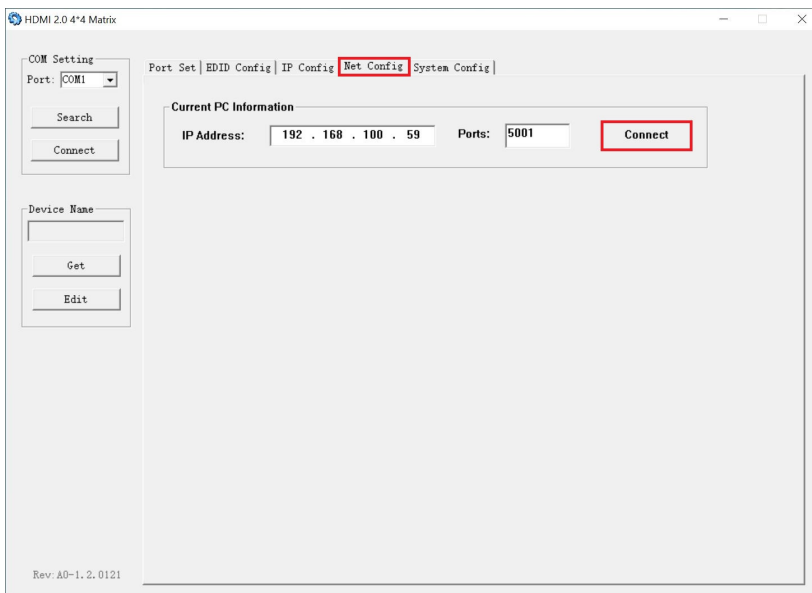 HDMI 2.0 4*4 Matrix
COM Setting
Port: COM1
Search
Connect
Device Name
Get
Edit
Rev:A0-1.2.0121
Port Set EDID Config IP Config Net Config System Config
Current PC Information
IP Address: 192 . 168 . 100 . 59 Ports: 5001 Connect